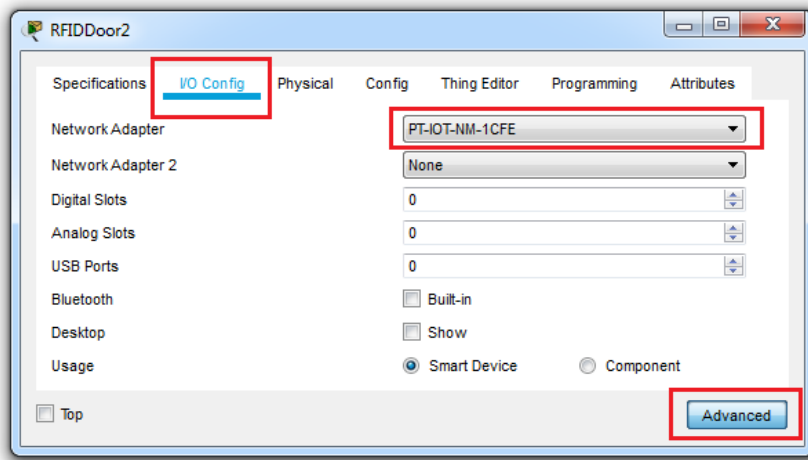 RFIDDoor2
Specifications I/O Config Physical Config Thing Editor Programming Attributes
Network Adapter PT-IOT-NM-1CFE
Network Adapter 2 None
Digital Slots 0
Analog Slots 0
USB Ports 0
Bluetooth Built-in
Desktop Show
Usage Smart Device Component
Top Advanced